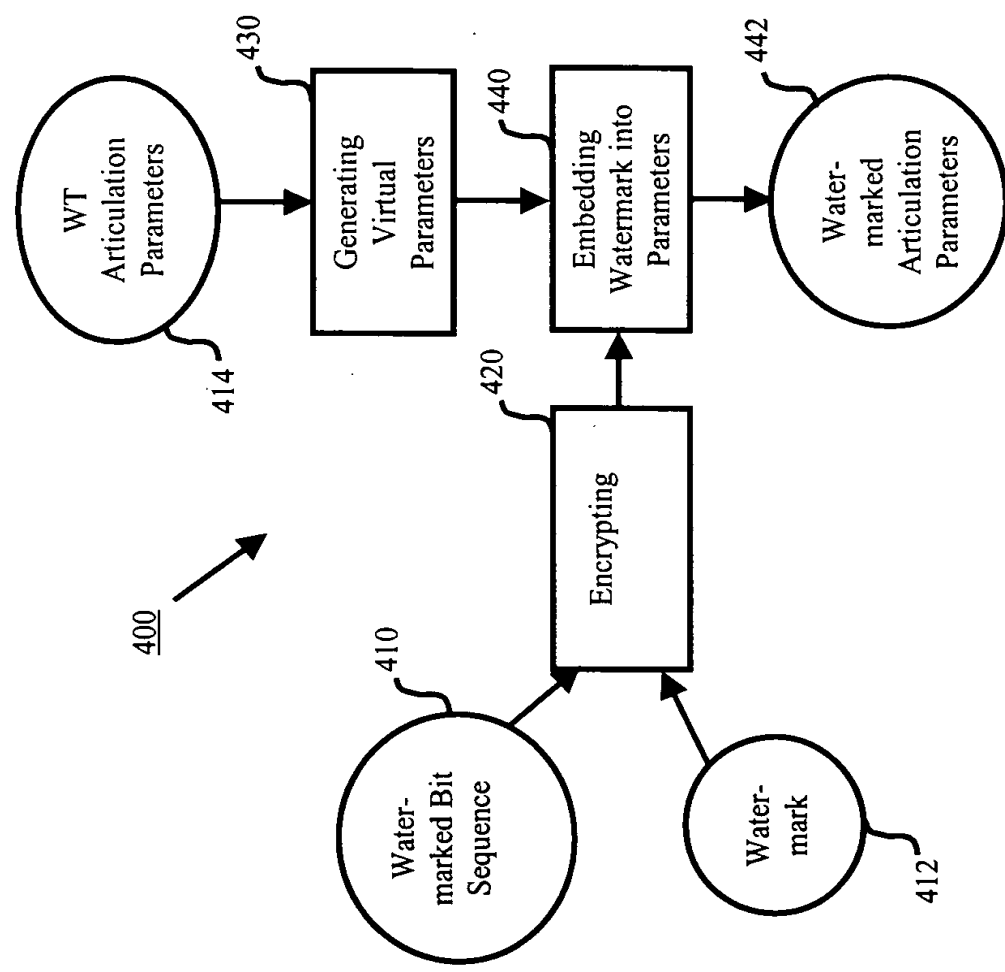 400
410
Water-
marked Bit
Sequence
Water-
mark
412
420
Encrypting
WT
Articulation
Parameters
414
430
Generating
Virtual
Parameters
440
Embedding
Watermark into
Parameters
442
Water-
marked
Articulation
Parameters